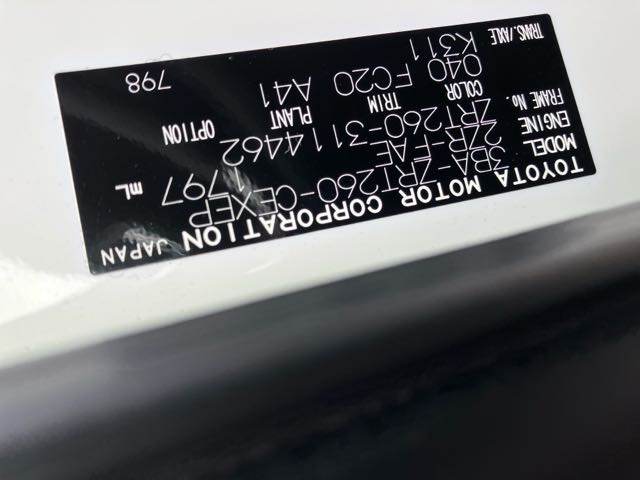 TOYOTA MOTOR CORPORATION JAPAN
MODEL 3BA-ZRT260-CEXEP
ENGINE 2ZR-FAE 1797 mL
FRAME No. ZRT260-3114462
COLOR TRIM PLANT OPTION
040 FC20 A41
TRANS./AXLE K311
798